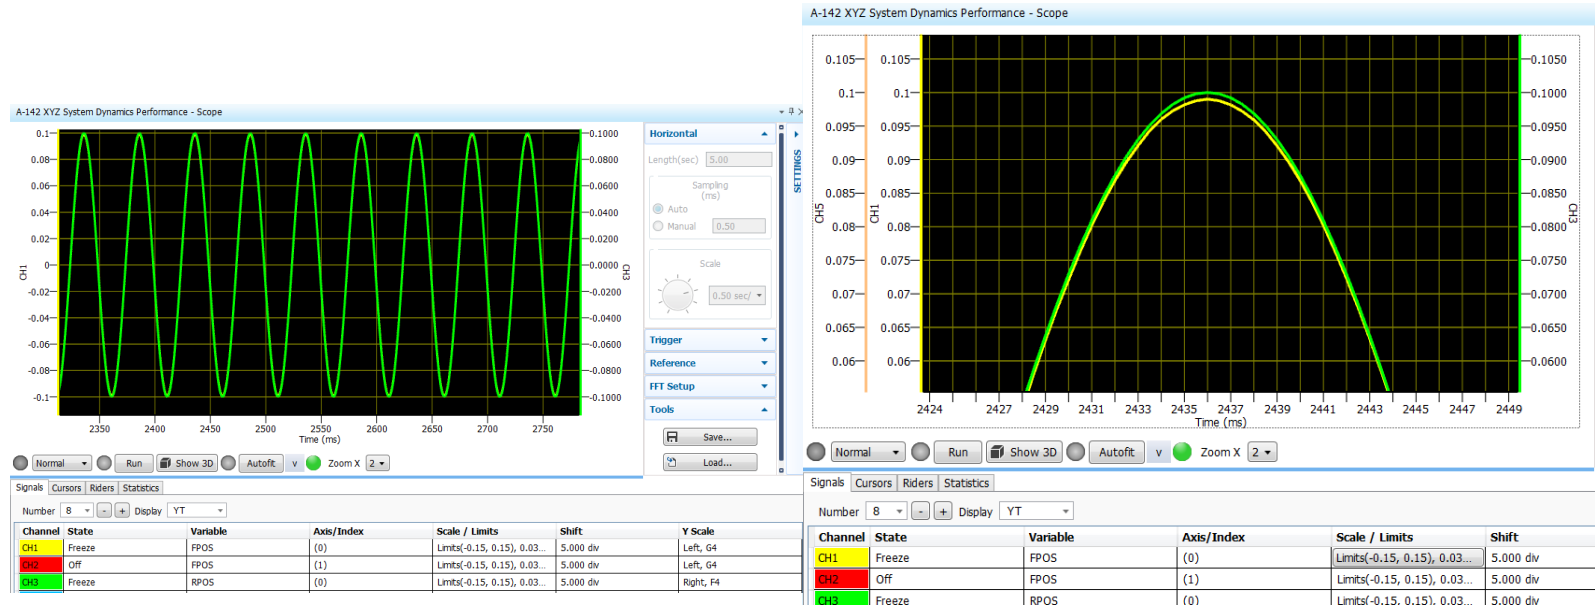 A-142 XYZ System Dynamics Performance - Scope
0.1
0.08
0.06
0.04
0.02
0
-0.02
-0.04
-0.06
-0.08
-0.1
CH1
0.1000
0.0800
0.0600
0.0400
0.0200
0.0000
-0.0200
-0.0400
-0.0600
-0.0800
-0.1000
CH3
2350 2400 2450 2500 2550 2600 2650 2700 2750
Time (ms)
Horizontal
Length(sec) 5.00
Sampling
(ms)
Auto
Manual 0.50
Scale
0.50 sec/
Trigger
Reference
FFT Setup
Tools
Save...
Load...
SETTINGS
Normal Run Show 3D Autofit v Zoom X 2
Signals Cursors Riders Statistics
Number 8 - + Display YT
Channel State Variable Axis/Index Scale / Limits Shift Y Scale
CH1 Freeze FPOS (0) Limits(-0.15, 0.15), 0.03... 5.000 div Left, G4
CH2 Off FPOS (1) Limits(-0.15, 0.15), 0.03... 5.000 div Left, G4
CH3 Freeze RPOS (0) Limits(-0.15, 0.15), 0.03... 5.000 div Right, F4
A-142 XYZ System Dynamics Performance - Scope
0.105 0.105 0.1050
0.1 0.1 0.1000
0.095 0.095 0.0950
0.09 0.09 0.0900
0.085 0.085 0.0850
0.08 0.08 0.0800
0.075 0.075 0.0750
0.07 0.07 0.0700
0.065 0.065 0.0650
0.06 0.06 0.0600
CH5 CH1 CH3
2424 2427 2429 2431 2433 2435 2437 2439 2441 2443 2445 2447 2449
Time (ms)
Normal Run Show 3D Autofit v Zoom X 2
Signals Cursors Riders Statistics
Number 8 - + Display YT
Channel State Variable Axis/Index Scale / Limits Shift
CH1 Freeze FPOS (0) Limits(-0.15, 0.15), 0.03... 5.000 div
CH2 Off FPOS (1) Limits(-0.15, 0.15), 0.03... 5.000 div
CH3 Freeze RPOS (0) Limits(-0.15, 0.15), 0.03... 5.000 div